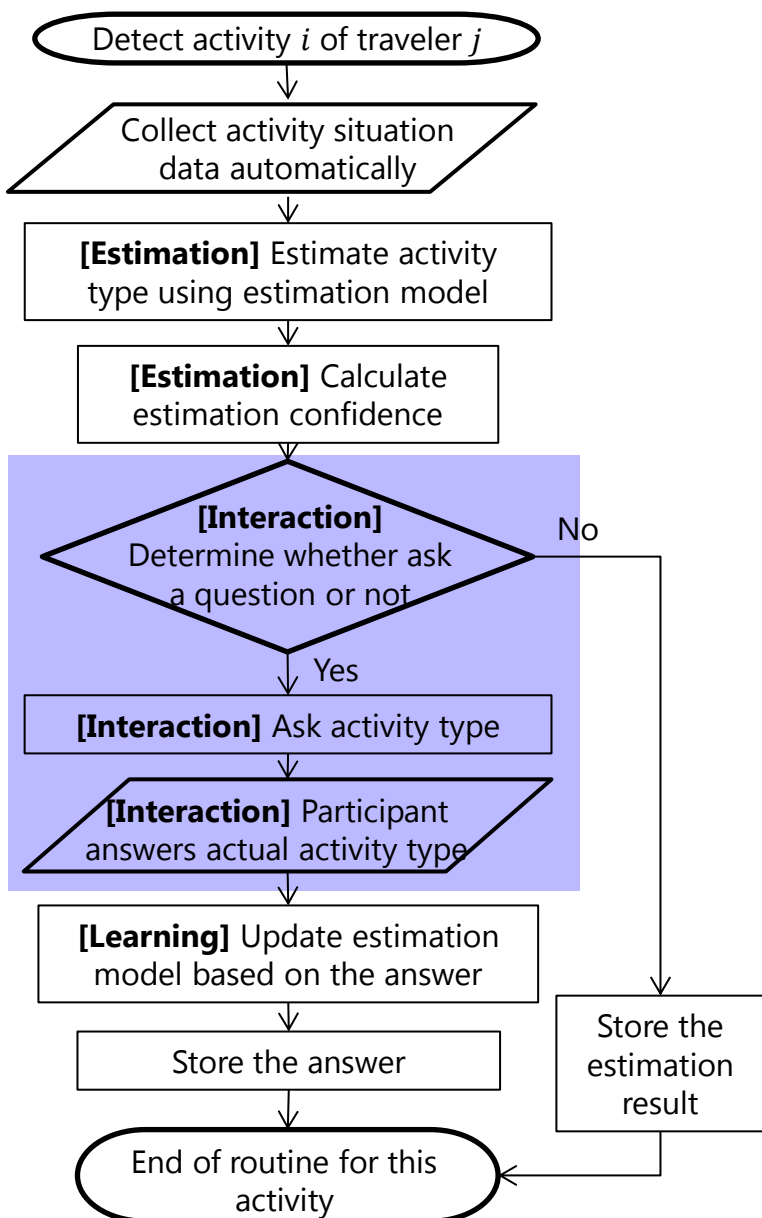 Detect activity i of traveler j
Collect activity situation
data automatically
[Estimation] Estimate activity
type using estimation model
[Estimation] Calculate
estimation confidence
[Interaction]
Determine whether ask
a question or not
No
Yes
[Interaction] Ask activity type
[Interaction] Participant
answers actual activity type
[Learning] Update estimation
model based on the answer
Store the answer
Store the
estimation
result
End of routine for this
activity